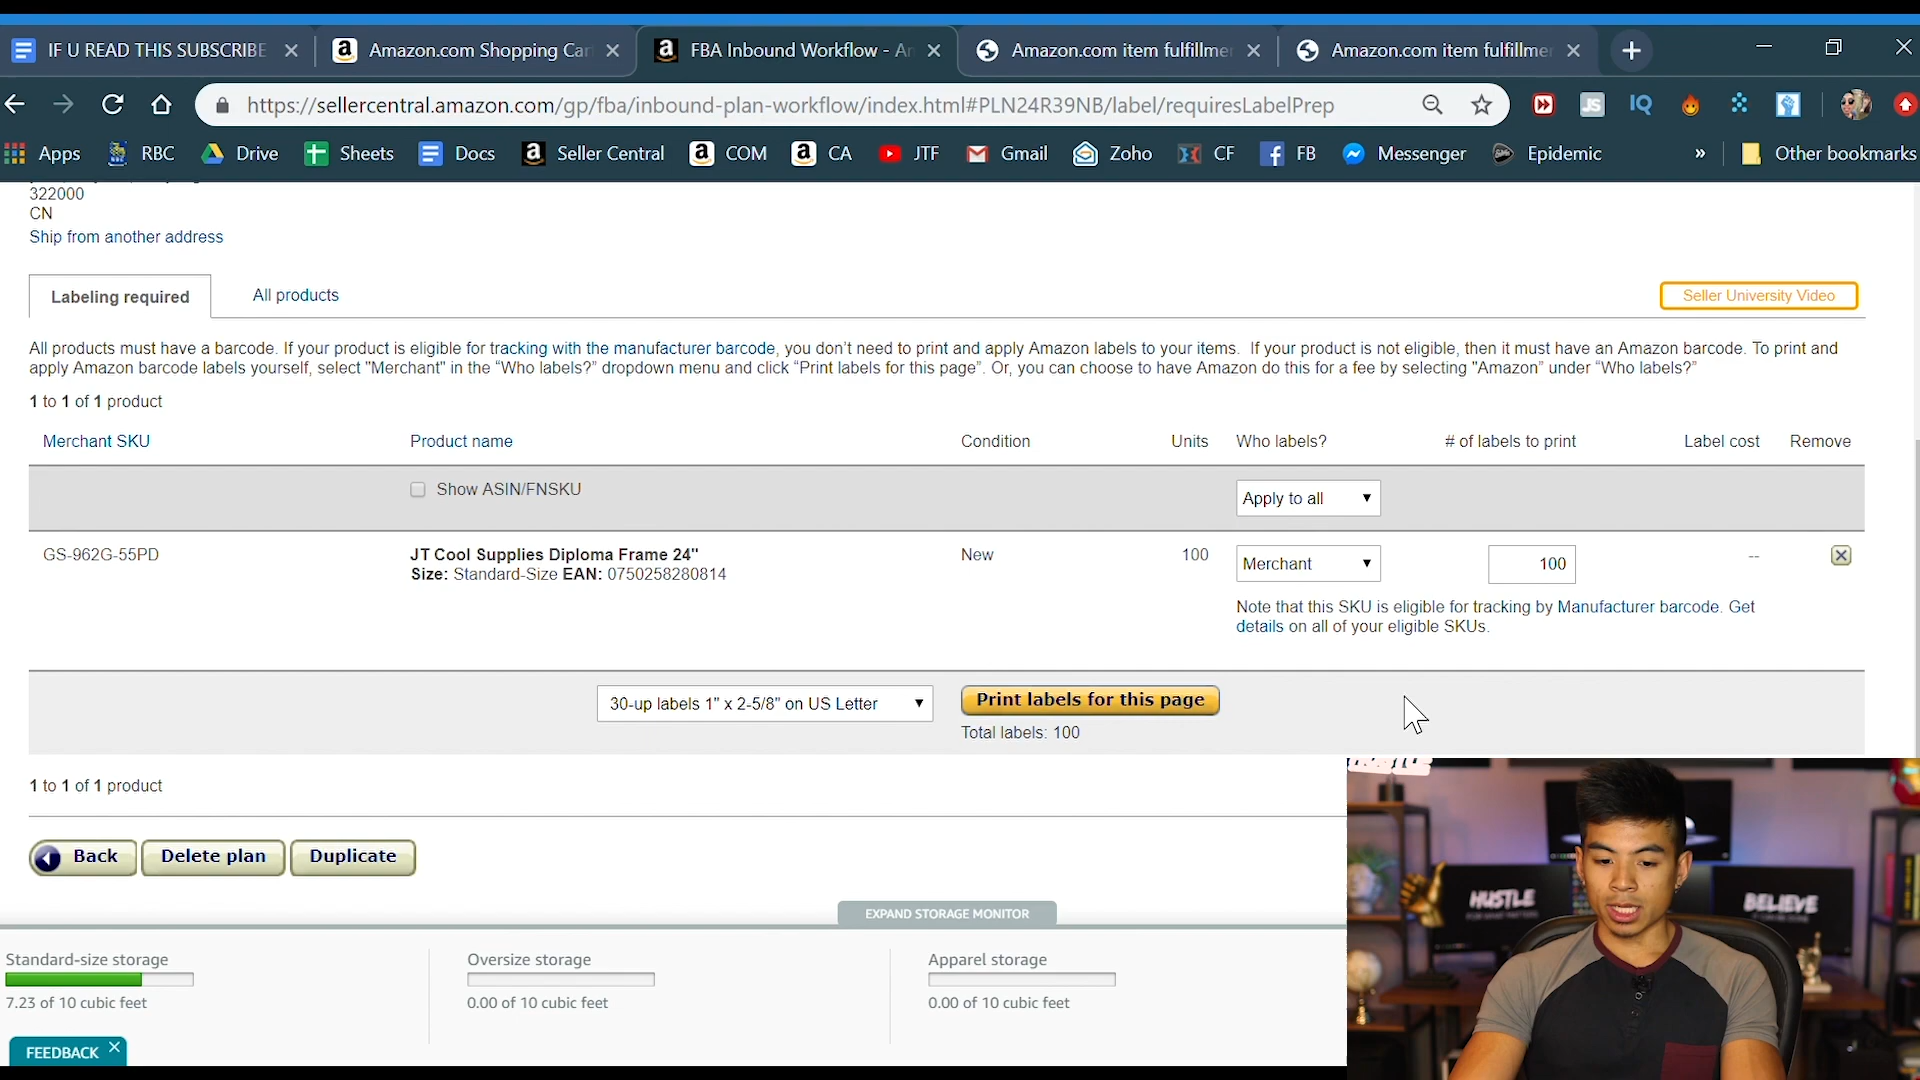 IF U READ THIS SUBSCRIBE
Amazon.com Shopping Car
FBA Inbound Workflow - Am
Amazon.com item fulfillmen
Amazon.com item fulfillmen
https://sellercentral.amazon.com/gp/fba/inbound-plan-workflow/index.html#PLN24R39NB/label/requiresLabelPrep
JS
IQ
Apps
RBC
Drive
Sheets
Docs
Seller Central
COM
CA
JTF
Gmail
Zoho
CF
FB
Messenger
Epidemic
»
Other bookmarks
322000
CN
Ship from another address
Labeling required
All products
Seller University Video
All products must have a barcode. If your product is eligible for tracking with the manufacturer barcode, you don't need to print and apply Amazon labels to your items. If your product is not eligible, then it must have an Amazon barcode. To print and
apply Amazon barcode labels yourself, select "Merchant" in the “Who labels?” dropdown menu and click “Print labels for this page”. Or, you can choose to have Amazon do this for a fee by selecting "Amazon” under “Who labels?”
1 to 1 of 1 product
Merchant SKU Product name Condition Units Who labels? # of labels to print Label cost Remove
Show ASIN/FNSKU
Apply to all
GS-962G-55PD JT Cool Supplies Diploma Frame 24" New 100 Merchant 100 --
Size: Standard-Size EAN: 0750258280814
Note that this SKU is eligible for tracking by Manufacturer barcode. Get
details on all of your eligible SKUs.
30-up labels 1" x 2-5/8" on US Letter
Print labels for this page
Total labels: 100
1 to 1 of 1 product
Back
Delete plan
Duplicate
EXPAND STORAGE MONITOR
Standard-size storage
7.23 of 10 cubic feet
Oversize storage
0.00 of 10 cubic feet
Apparel storage
0.00 of 10 cubic feet
FEEDBACK
HUSTLE
BELIEVE